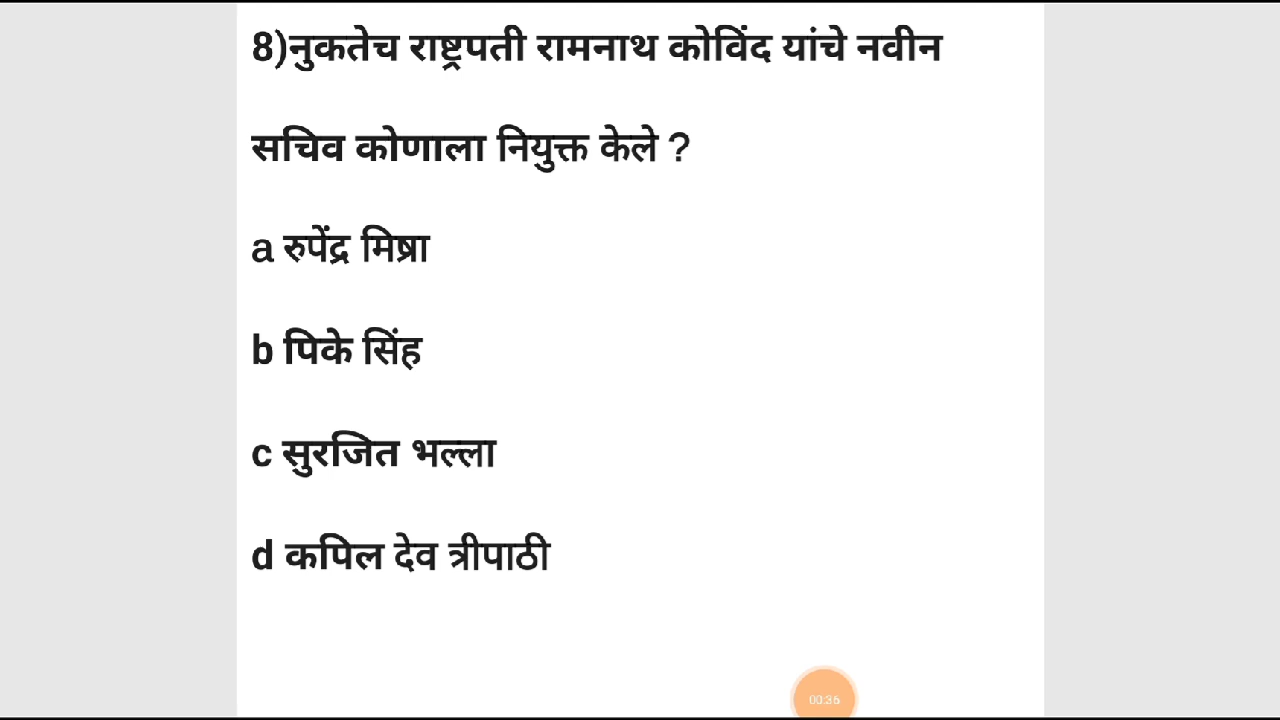 8)नुकतेच राष्ट्रपती रामनाथ कोविंद यांचे नवीन
सचिव कोणाला नियुक्त केले ?
a रुपेंद्र मिष्रा
b पिके सिंह
c सुरजित भल्ला
d कपिल देव त्रीपाठी
00:36